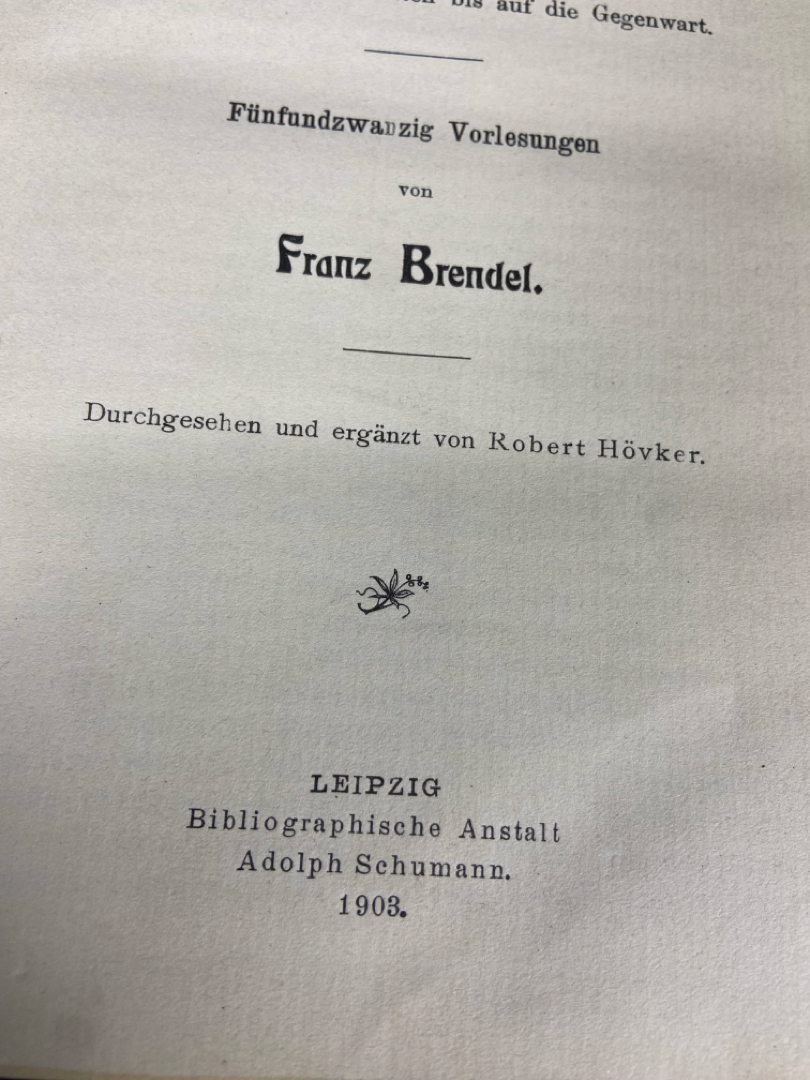 bis auf die Gegenwart.
Fünfundzwanzig Vorlesungen
von
Franz Brendel.
Durchgesehen und ergänzt von Robert Hövker.
LEIPZIG
Bibliographische Anstalt
Adolph Schumann.
1903.